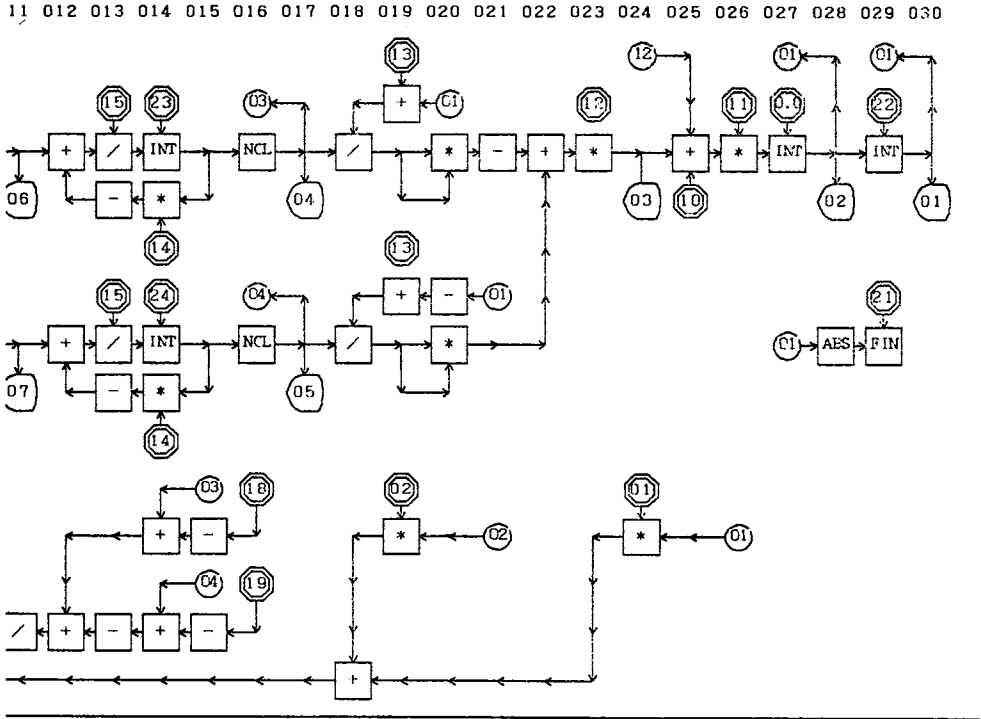 11 012 013 014 015 016 017 018 019 020 021 022 023 024 025 026 027 028 029 030
13 12 01 01
15 23 03 + 01 12 11 0.0 22
+ / INT NCL / * - + * + * INT INT
06 - * 04 03 10 02 01
14 13
15 24 04 + - 01 21
+ / INT NCL / * 01 ABS FIN
07 - * 05
14
03 18 02 01
+ - * 02 * 01
04 19
/ + - + -
+